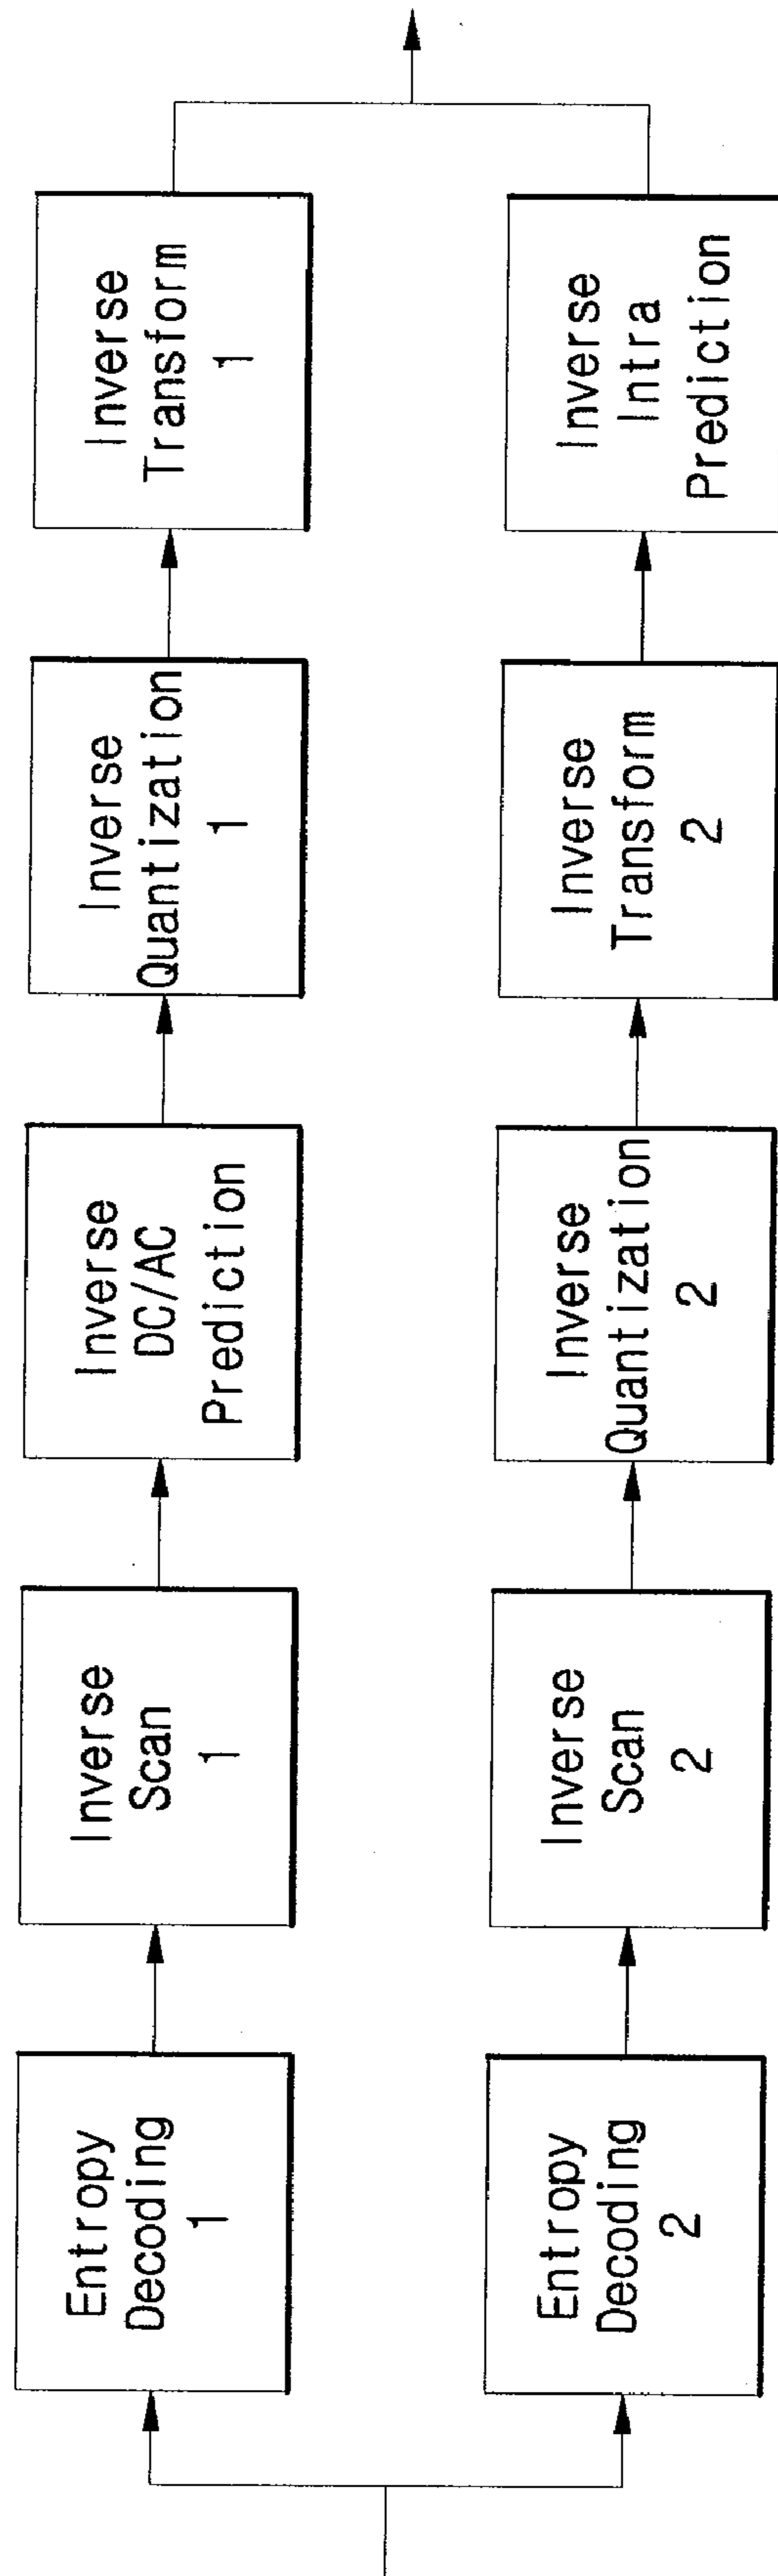 Entropy
Decoding
1
Inverse
Scan
1
Inverse
DC/AC
Prediction
Inverse
Quantization
1
Inverse
Transform
1
Entropy
Decoding
2
Inverse
Scan
2
Inverse
Quantization
2
Inverse
Transform
2
Inverse
Intra
Prediction